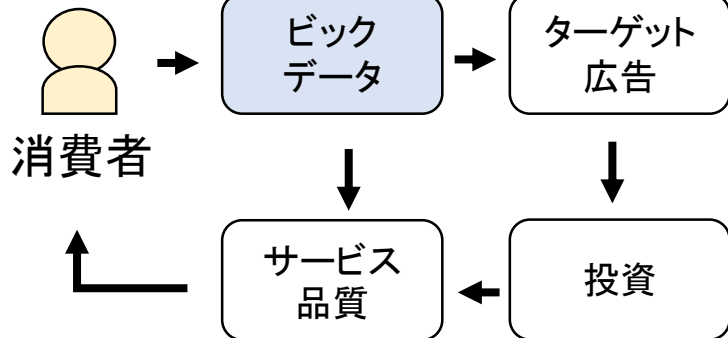 ビック
データ
ターゲット
広告
消費者
サービス
品質
投資